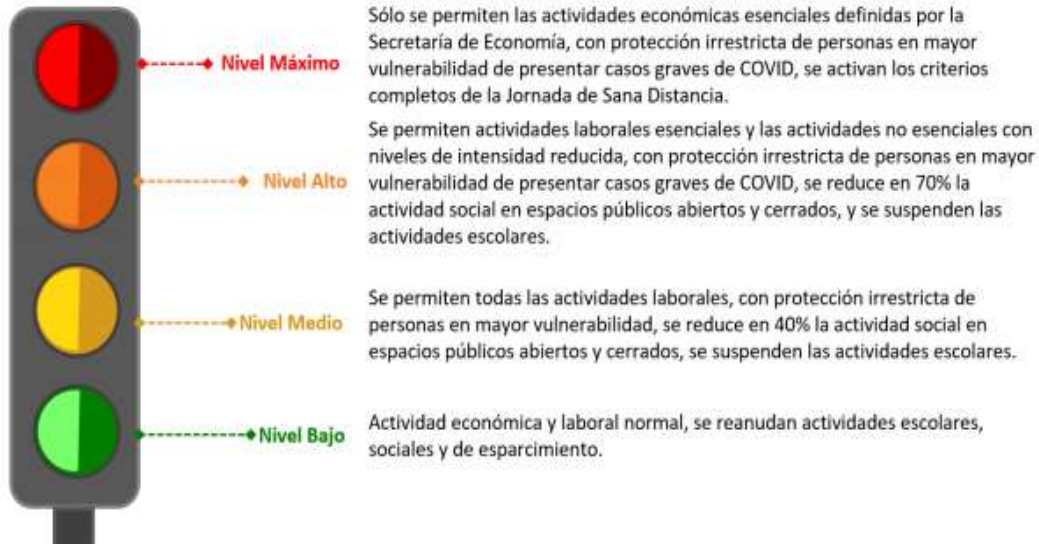 Nivel Máximo
Sólo se permiten las actividades económicas esenciales definidas por la
Secretaría de Economía, con protección irrestricta de personas en mayor
vulnerabilidad de presentar casos graves de COVID, se activan los criterios
completos de la Jornada de Sana Distancia.
Nivel Alto
Se permiten actividades laborales esenciales y las actividades no esenciales con
niveles de intensidad reducida, con protección irrestricta de personas en mayor
vulnerabilidad de presentar casos graves de COVID, se reduce en 70% la
actividad social en espacios públicos abiertos y cerrados, y se suspenden las
actividades escolares.
Nivel Medio
Se permiten todas las actividades laborales, con protección irrestricta de
personas en mayor vulnerabilidad, se reduce en 40% la actividad social en
espacios públicos abiertos y cerrados, se suspenden las actividades escolares.
Nivel Bajo
Actividad económica y laboral normal, se reanudan actividades escolares,
sociales y de esparcimiento.